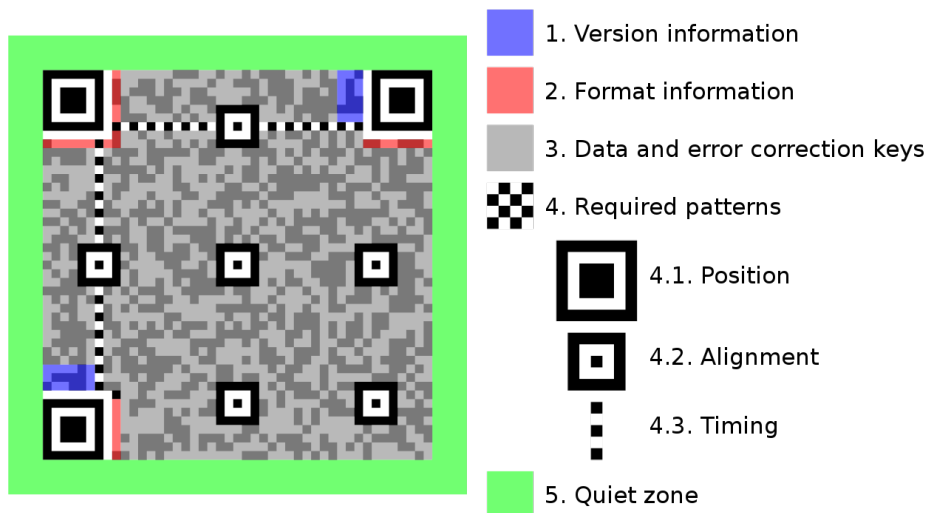 1. Version information
2. Format information
3. Data and error correction keys
4. Required patterns
4.1. Position
4.2. Alignment
4.3. Timing
5. Quiet zone